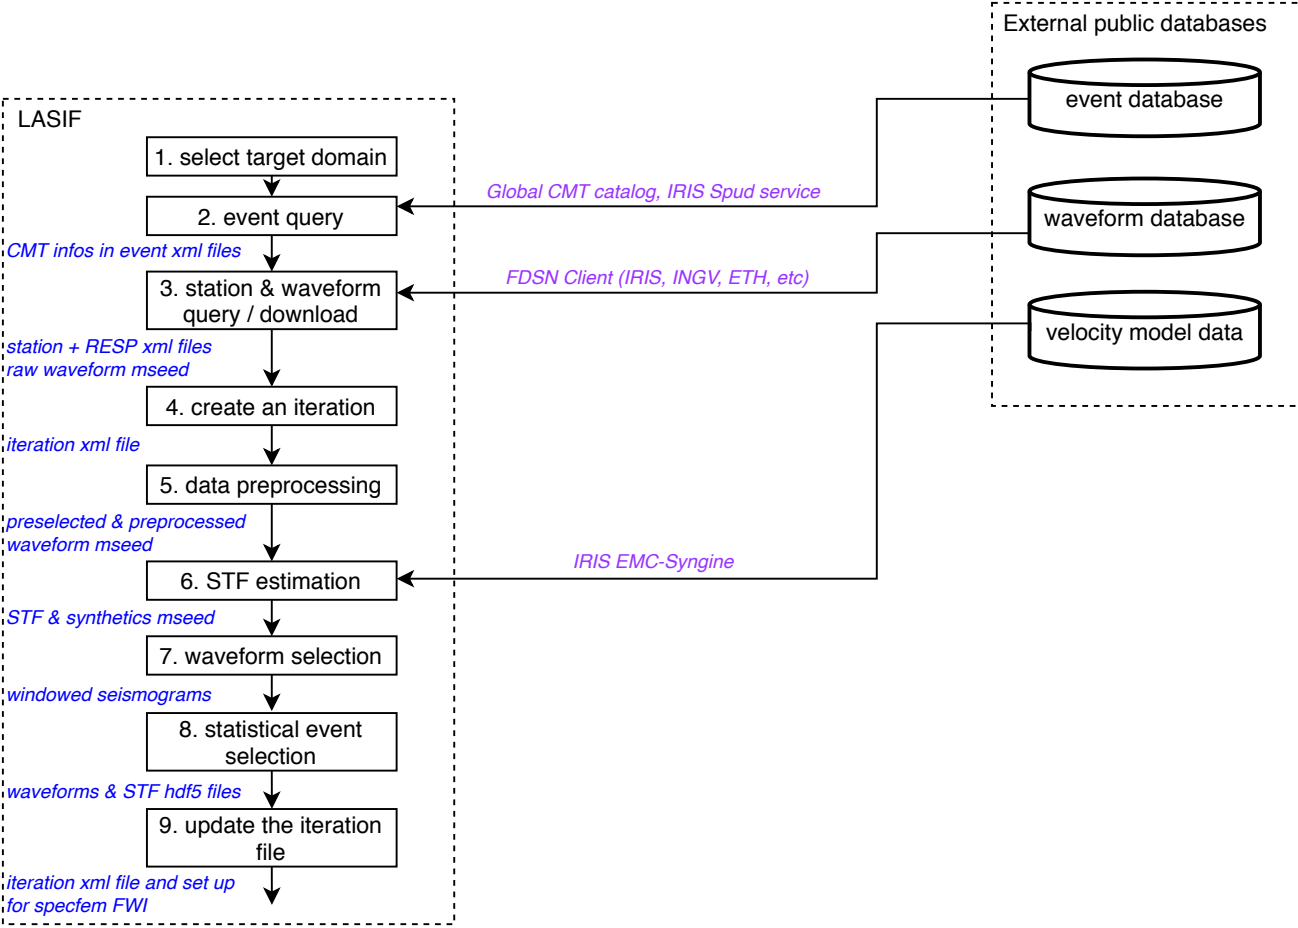 External public databases
event database
LASIF
1. select target domain
Global CMT catalog, IRIS Spud service
2. event query
waveform database
CMT infos in event xml files
FDSN Client (IRIS, INGV, ETH, etc)
3. station & waveform
query / download
velocity model data
station + RESP xml files
raw waveform mseed
4. create an iteration
iteration xml file
5. data preprocessing
preselected & preprocessed
waveform mseed
IRIS EMC-Syngine
6. STF estimation
STF & synthetics mseed
7. waveform selection
windowed seismograms
8. statistical event
selection
waveforms & STF hdf5 files
9. update the iteration
file
iteration xml file and set up
for specfem FWI